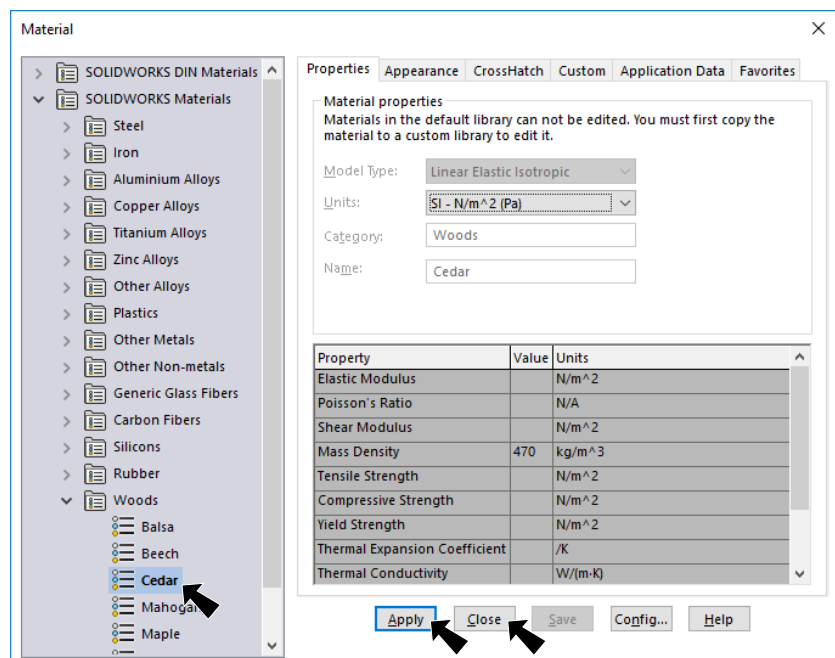 Material
SOLIDWORKS DIN Materials
SOLIDWORKS Materials
Steel
Iron
Aluminium Alloys
Copper Alloys
Titanium Alloys
Zinc Alloys
Other Alloys
Plastics
Other Metals
Other Non-metals
Generic Glass Fibers
Carbon Fibers
Silicons
Rubber
Woods
Balsa
Beech
Cedar
Maple
Properties Appearance CrossHatch Custom Application Data Favorites
Material properties
Materials in the default library can not be edited. You must first copy the
material to a custom library to edit it.
Model Type: Linear Elastic Isotropic
Units: SI - N/m^2 (Pa)
Category: Woods
Name: Cedar
Property Value Units
Elastic Modulus N/m^2
Poisson's Ratio N/A
Shear Modulus N/m^2
Mass Density 470 kg/m^3
Tensile Strength N/m^2
Compressive Strength N/m^2
Yield Strength N/m^2
Thermal Expansion Coefficient /K
Thermal Conductivity W/(m·K)
Apply Close Save Config... Help